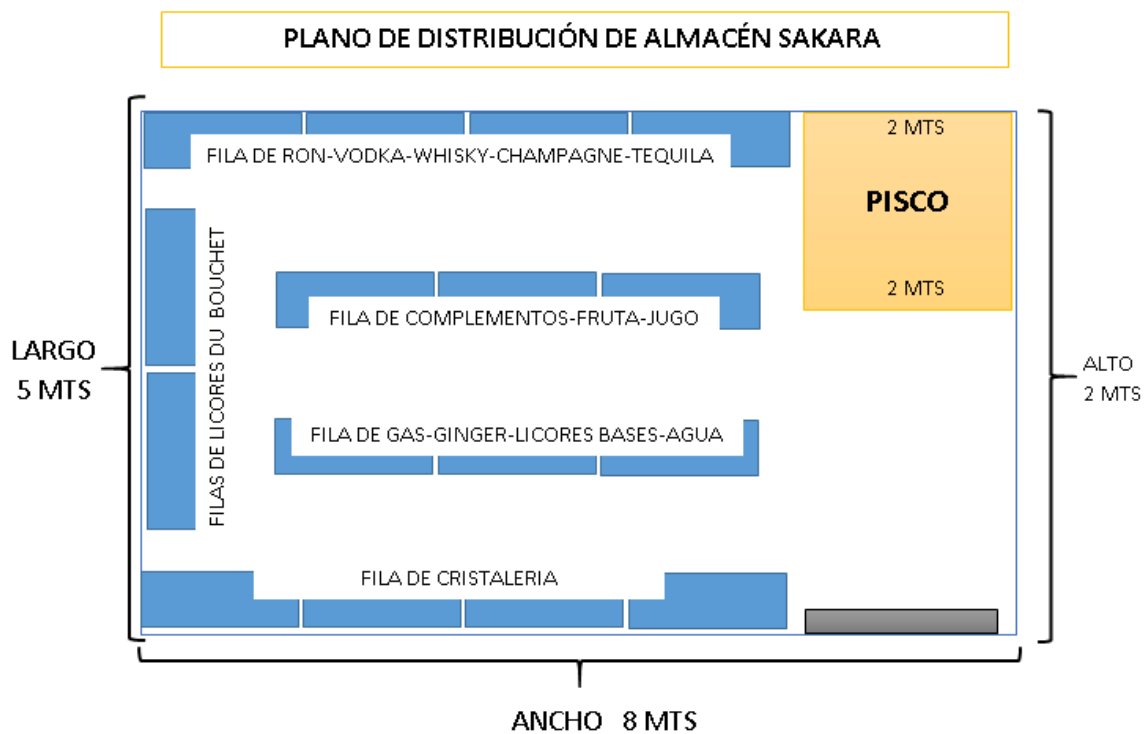 PLANO DE DISTRIBUCIÓN DE ALMACÉN SAKARA
2 MTS
FILA DE RON-VODKA-WHISKY-CHAMPAGNE-TEQUILA
PISCO
2 MTS
FILAS DE LICORES DU BOUCHET
FILA DE COMPLEMENTOS-FRUTA-JUGO
LARGO
5 MTS
ALTO
2 MTS
FILA DE GAS-GINGER-LICORES BASES-AGUA
FILA DE CRISTALERIA
ANCHO 8 MTS